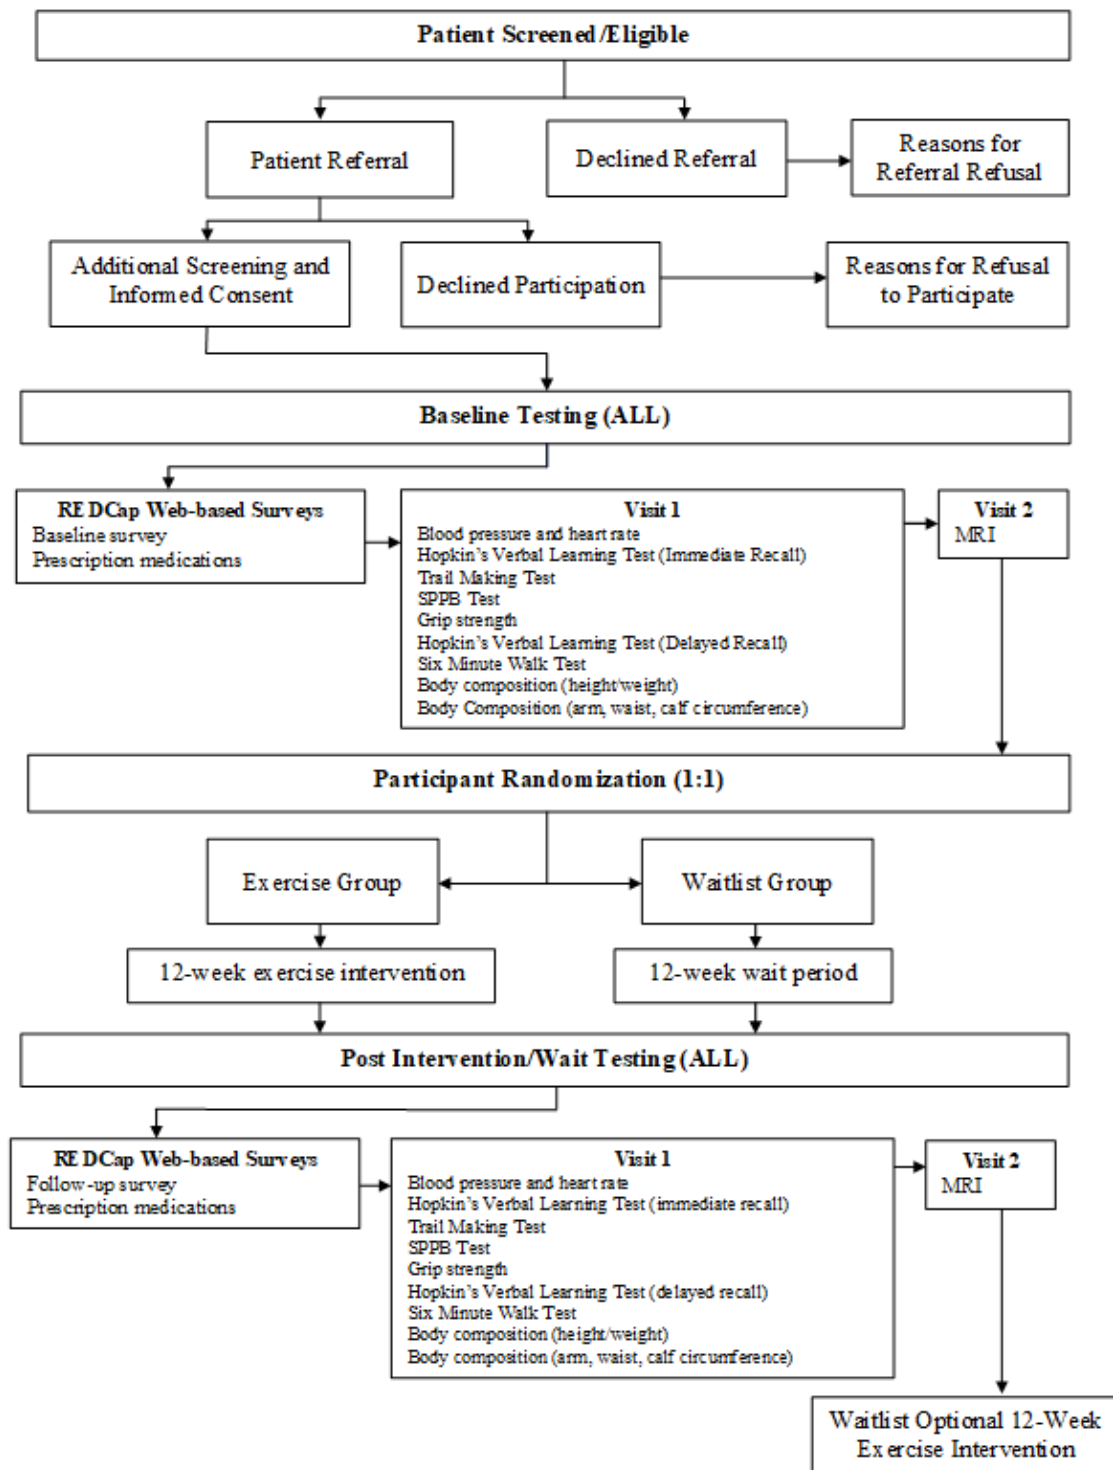 Patient Screened/Eligible
Patient Referral
Declined Referral
Reasons for
Referral Refusal
Additional Screening and
Informed Consent
Declined Participation
Reasons for Refusal
to Participate
Baseline Testing (ALL)
REDCap Web-based Surveys
Baseline survey
Prescription medications
Visit 1
Blood pressure and heart rate
Hopkin's Verbal Learning Test (Immediate Recall)
Trail Making Test
SPPB Test
Grip strength
Hopkin's Verbal Learning Test (Delayed Recall)
Six Minute Walk Test
Body composition (height/weight)
Body Composition (arm, waist, calf circumference)
Visit 2
MRI
Participant Randomization (1:1)
Exercise Group
Waitlist Group
12-week exercise intervention
12-week wait period
Post Intervention/Wait Testing (ALL)
REDCap Web-based Surveys
Follow-up survey
Prescription medications
Visit 1
Blood pressure and heart rate
Hopkin's Verbal Learning Test (immediate recall)
Trail Making Test
SPPB Test
Grip strength
Hopkin's Verbal Learning Test (delayed recall)
Six Minute Walk Test
Body composition (height/weight)
Body composition (arm, waist, calf circumference)
Visit 2
MRI
Waitlist Optional 12-Week
Exercise Intervention